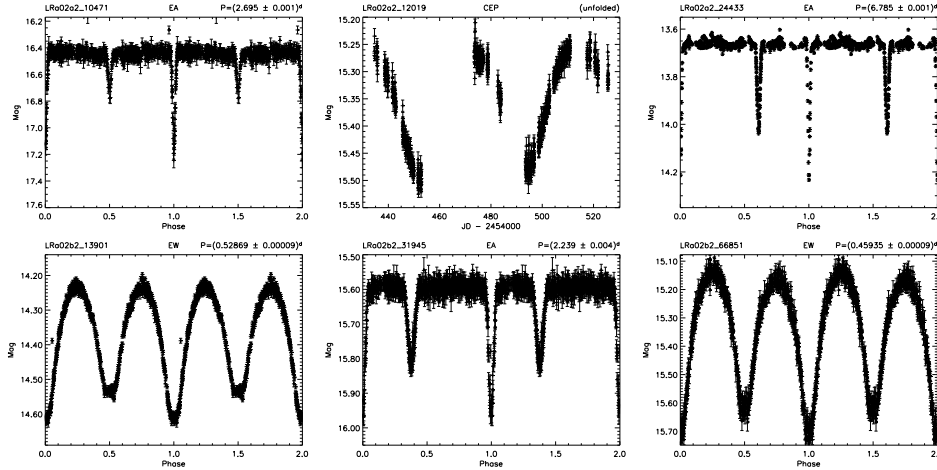 LRa02a2_10471 EA P=(2.695 ± 0.001)ᵈ
16.2
16.4
16.6
16.8
17.0
17.2
17.4
17.6
Mag
0.0 0.5 1.0 1.5 2.0
Phase
LRa02a2_12019 CEP (unfolded)
15.20
15.25
15.30
15.35
15.40
15.45
15.50
15.55
Mag
440 460 480 500 520
JD - 2454000
LRa02a2_24433 EA P=(6.785 ± 0.001)ᵈ
13.6
13.8
14.0
14.2
Mag
0.0 0.5 1.0 1.5 2.0
Phase
LRa02b2_13901 EW P=(0.52869 ± 0.00009)ᵈ
14.20
14.30
14.40
14.50
14.60
Mag
0.0 0.5 1.0 1.5 2.0
Phase
LRa02b2_31945 EA P=(2.239 ± 0.004)ᵈ
15.50
15.60
15.70
15.80
15.90
16.00
Mag
0.0 0.5 1.0 1.5 2.0
Phase
LRa02b2_66851 EW P=(0.45935 ± 0.00009)ᵈ
15.10
15.20
15.30
15.40
15.50
15.60
15.70
Mag
0.0 0.5 1.0 1.5 2.0
Phase